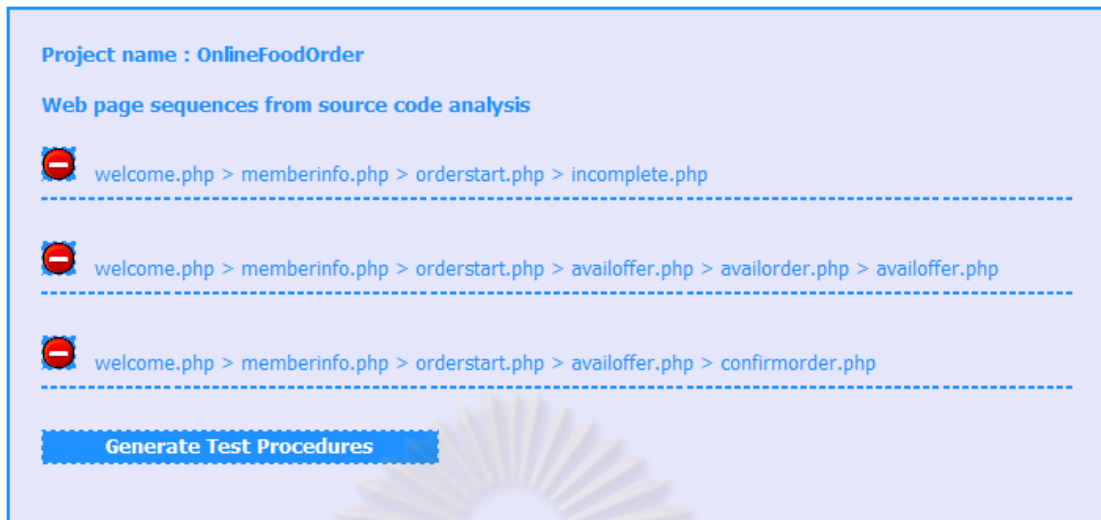 Project name : OnlineFoodOrder
Web page sequences from source code analysis
welcome.php > memberinfo.php > orderstart.php > incomplete.php
welcome.php > memberinfo.php > orderstart.php > availoffer.php > availorder.php > availoffer.php
welcome.php > memberinfo.php > orderstart.php > availoffer.php > confirmorder.php
Generate Test Procedures